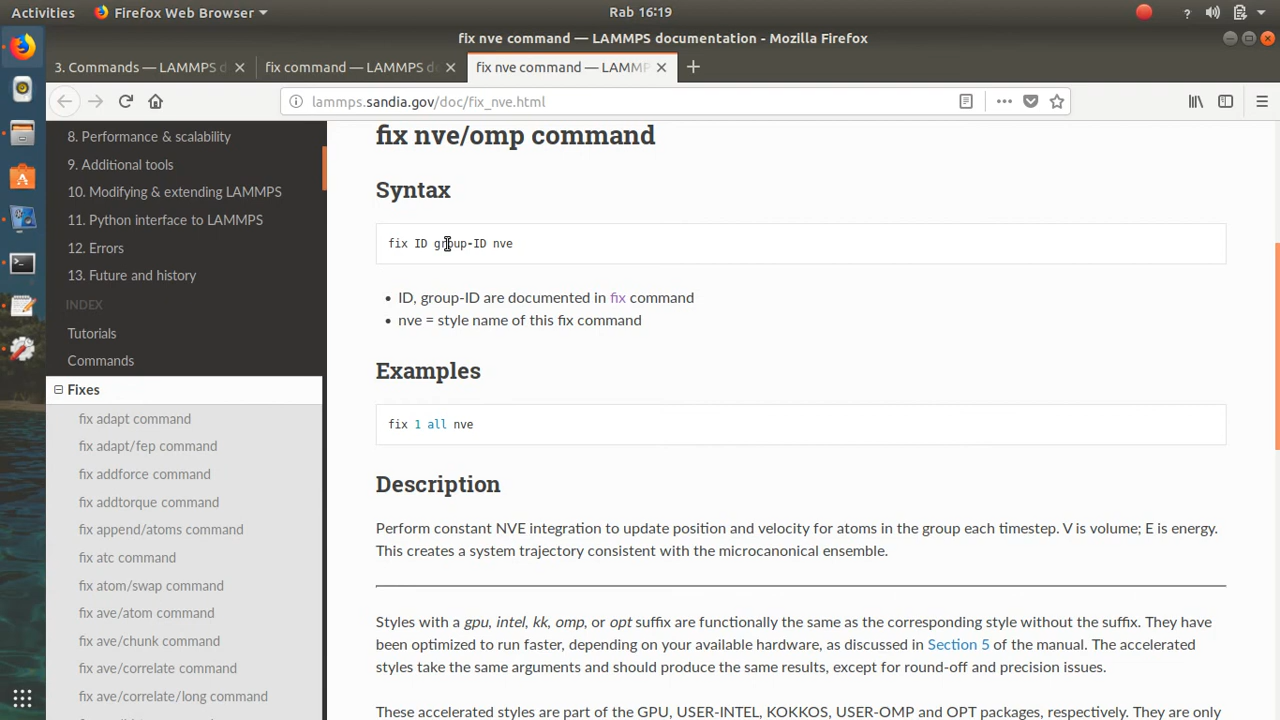 Activities Firefox Web Browser Rab 16:19
fix nve command — LAMMPS documentation - Mozilla Firefox
3. Commands — LAMMPS d fix command — LAMMPS d fix nve command — LAMMP
lammps.sandia.gov/doc/fix_nve.html
8. Performance & scalability
9. Additional tools
10. Modifying & extending LAMMPS
11. Python interface to LAMMPS
12. Errors
13. Future and history
INDEX
Tutorials
Commands
Fixes
fix adapt command
fix adapt/fep command
fix addforce command
fix addtorque command
fix append/atoms command
fix atc command
fix atom/swap command
fix ave/atom command
fix ave/chunk command
fix ave/correlate command
fix ave/correlate/long command
fix nve/omp command
Syntax
fix ID group-ID nve
• ID, group-ID are documented in fix command
• nve = style name of this fix command
Examples
fix 1 all nve
Description
Perform constant NVE integration to update position and velocity for atoms in the group each timestep. V is volume; E is energy.
This creates a system trajectory consistent with the microcanonical ensemble.
Styles with a gpu, intel, kk, omp, or opt suffix are functionally the same as the corresponding style without the suffix. They have
been optimized to run faster, depending on your available hardware, as discussed in Section 5 of the manual. The accelerated
styles take the same arguments and should produce the same results, except for round-off and precision issues.
These accelerated styles are part of the GPU, USER-INTEL, KOKKOS, USER-OMP and OPT packages, respectively. They are only